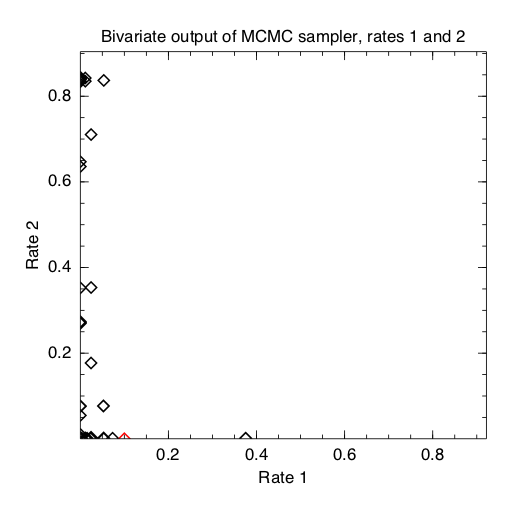 Bivariate output of MCMC sampler, rates 1 and 2
0.8
0.6
Rate 2
0.4
0.2
0.2 0.4 0.6 0.8
Rate 1